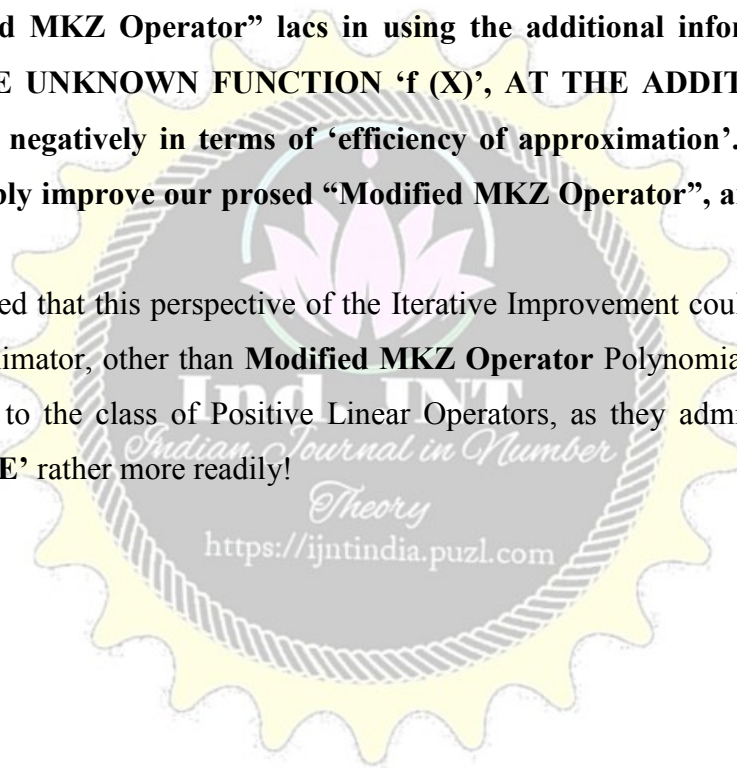 d MKZ Operator” lacs in using the additional infor
E UNKNOWN FUNCTION ‘f (X)’, AT THE ADDIT
negatively in terms of ‘efficiency of approximation’.
ply improve our prosed “Modified MKZ Operator”, a
ed that this perspective of the Iterative Improvement coul
imator, other than Modified MKZ Operator Polynomia
to the class of Positive Linear Operators, as they adm
E’ rather more readily!
Ind_JNT
Indian Journal in Number
Theory
https://ijntindia.puzl.com